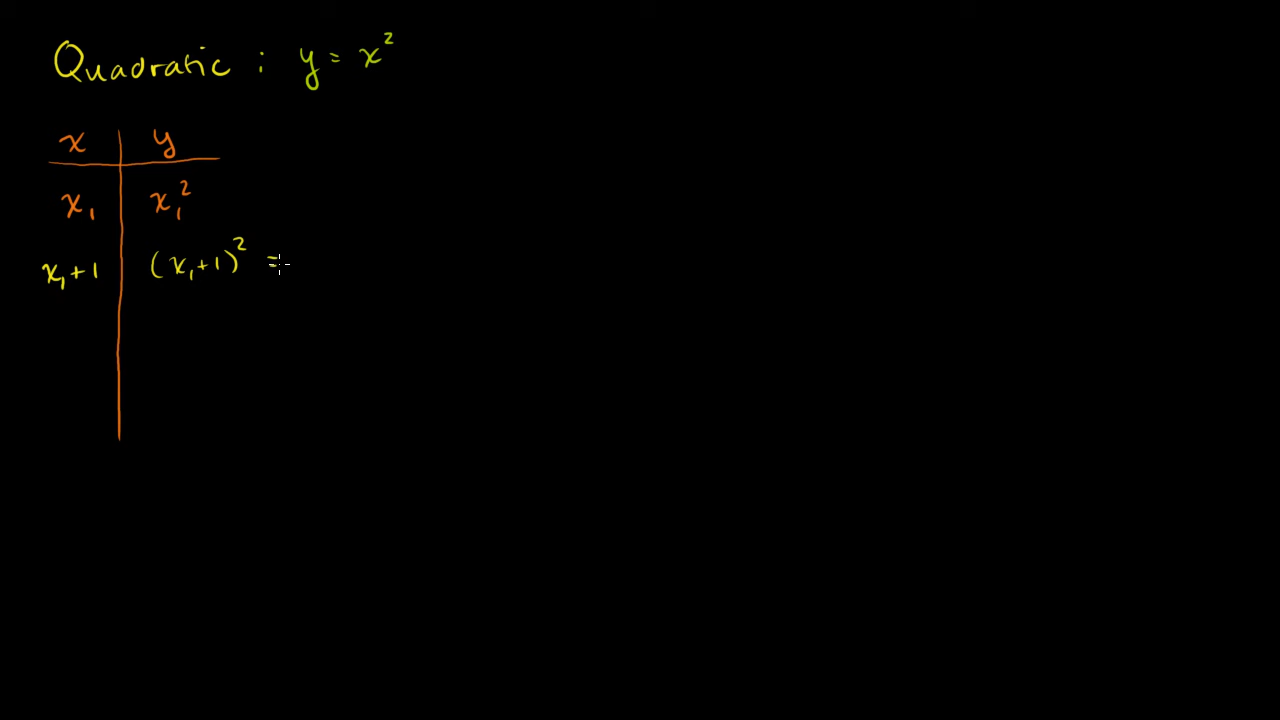 Quadratic : y = x²
x y
x₁ x₁²
x₁+1 (x₁+1)² =